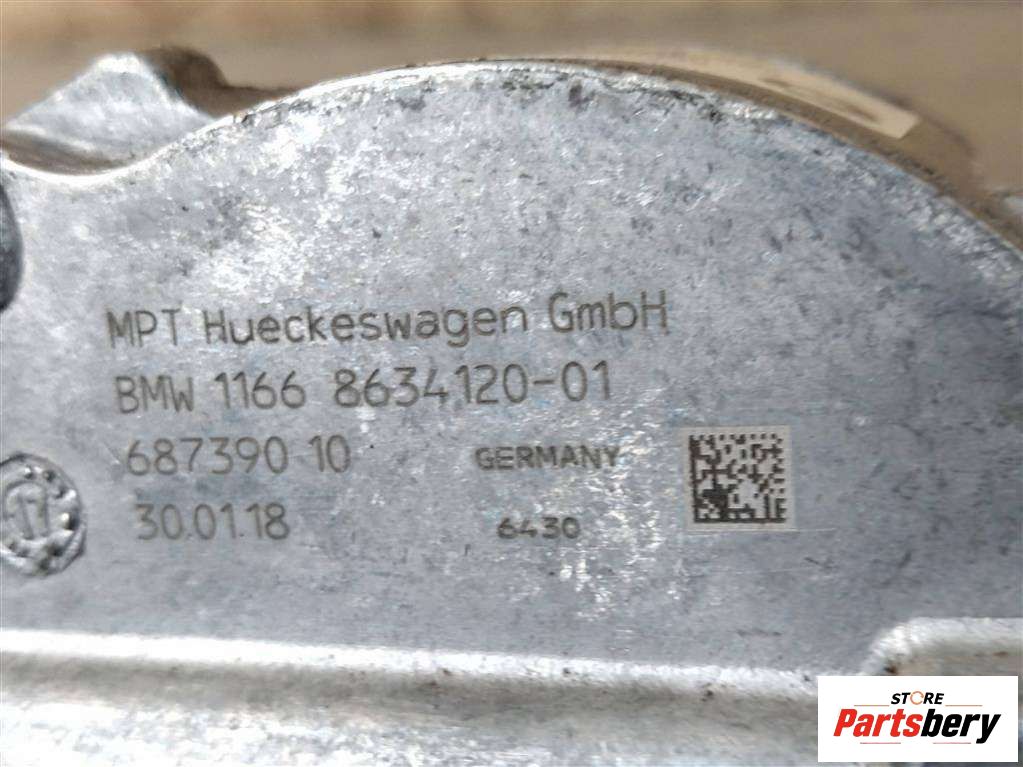 MPT Hueckeswagen GmbH
BMW 1166 8634120-01
687390 10 GERMANY
30.01.18 6430
STORE
Partsbery